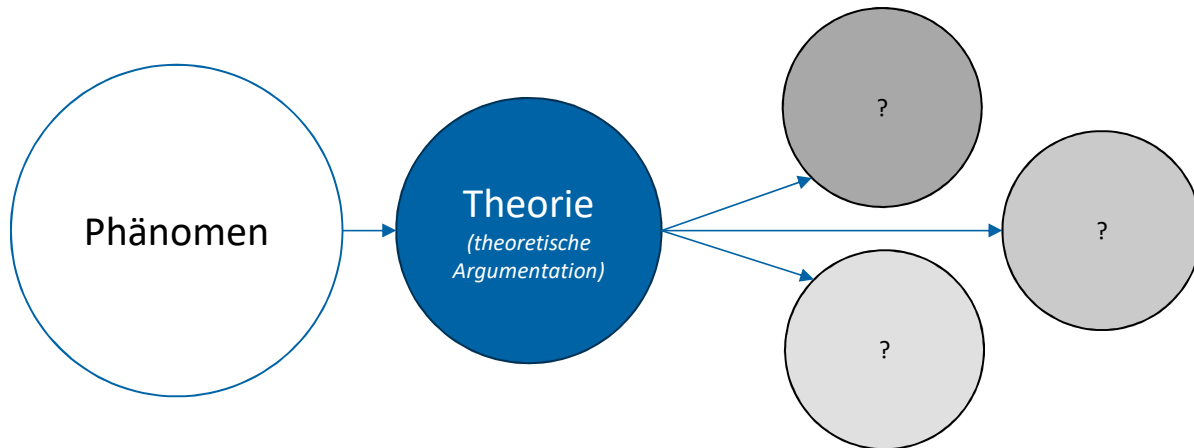 Phänomen
Theorie
(theoretische
Argumentation)
?
?
?